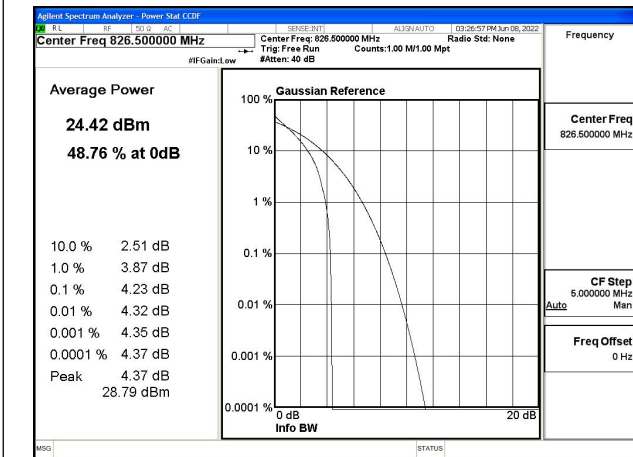 Agilent Spectrum Analyzer - Power Stat CCDF
RL RF 50 Ω AC SENSE:INT ALIGNAUTO 03:26:57 PM Jun 08, 2022
Center Freq 826.500000 MHz
Center Freq: 826.500000 MHz Radio Std: None
Trig: Free Run Counts:1.00 M/1.00 Mpt
#IFGain:Low #Atten: 40 dB
Frequency
Average Power
24.42 dBm
48.76 % at 0dB
10.0 % 2.51 dB
1.0 % 3.87 dB
0.1 % 4.23 dB
0.01 % 4.32 dB
0.001 % 4.35 dB
0.0001 % 4.37 dB
Peak 4.37 dB
28.79 dBm
Gaussian Reference
100 %
10 %
1 %
0.1 %
0.01 %
0.001 %
0.0001 %
0 dB 20 dB
Info BW
Center Freq
826.500000 MHz
CF Step
5.000000 MHz
Auto Man
Freq Offset
0 Hz
MSG STATUS